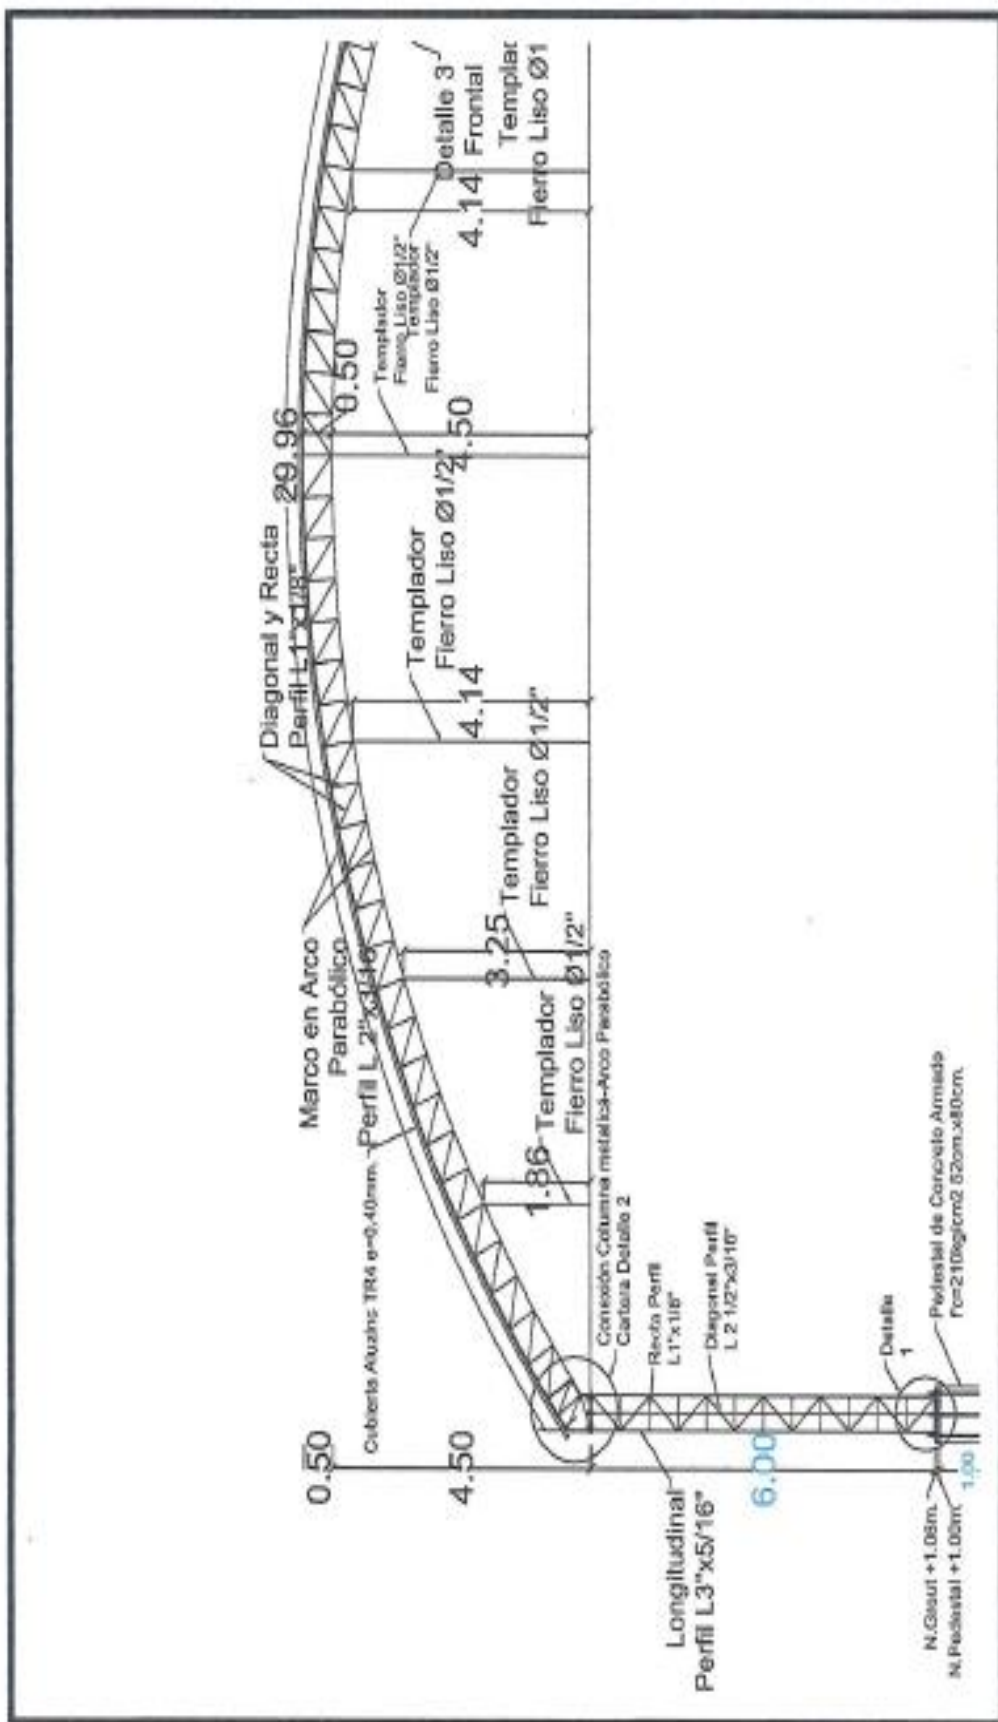 Diagonal y Recta
Perfil L1"x1/8"
29.96
0.50
Marco en Arco
Parabólico
Perfil L 2"x3/16
Cubierta Aluzinc TR4 e=0.40mm.
0.50
4.50
Templador
Fierro Liso Ø1/2"
1.86
Templador
Fierro Liso Ø1/2"
3.25
Templador
Fierro Liso Ø1/2"
4.14
4.50
Templador
Fierro Liso Ø1/2"
Templador
Fierro Liso Ø1/2"
4.14
Detalle 3
Frontal
Templar
Fierro Liso Ø1
Conexión Columna metálica-Arco Parabólico
Cartera Detalle 2
Recta Perfil
L1"x1/8"
Diagonal Perfil
L 2 1/2"x3/16"
Longitudinal
Perfil L3"x5/16"
6.00
Detalle
1
Pedestal de Concreto Armado
f'c=210kg/cm2 52cm.x80cm.
N.Grout +1.06m.
N.Pedestal +1.00m.
1.00